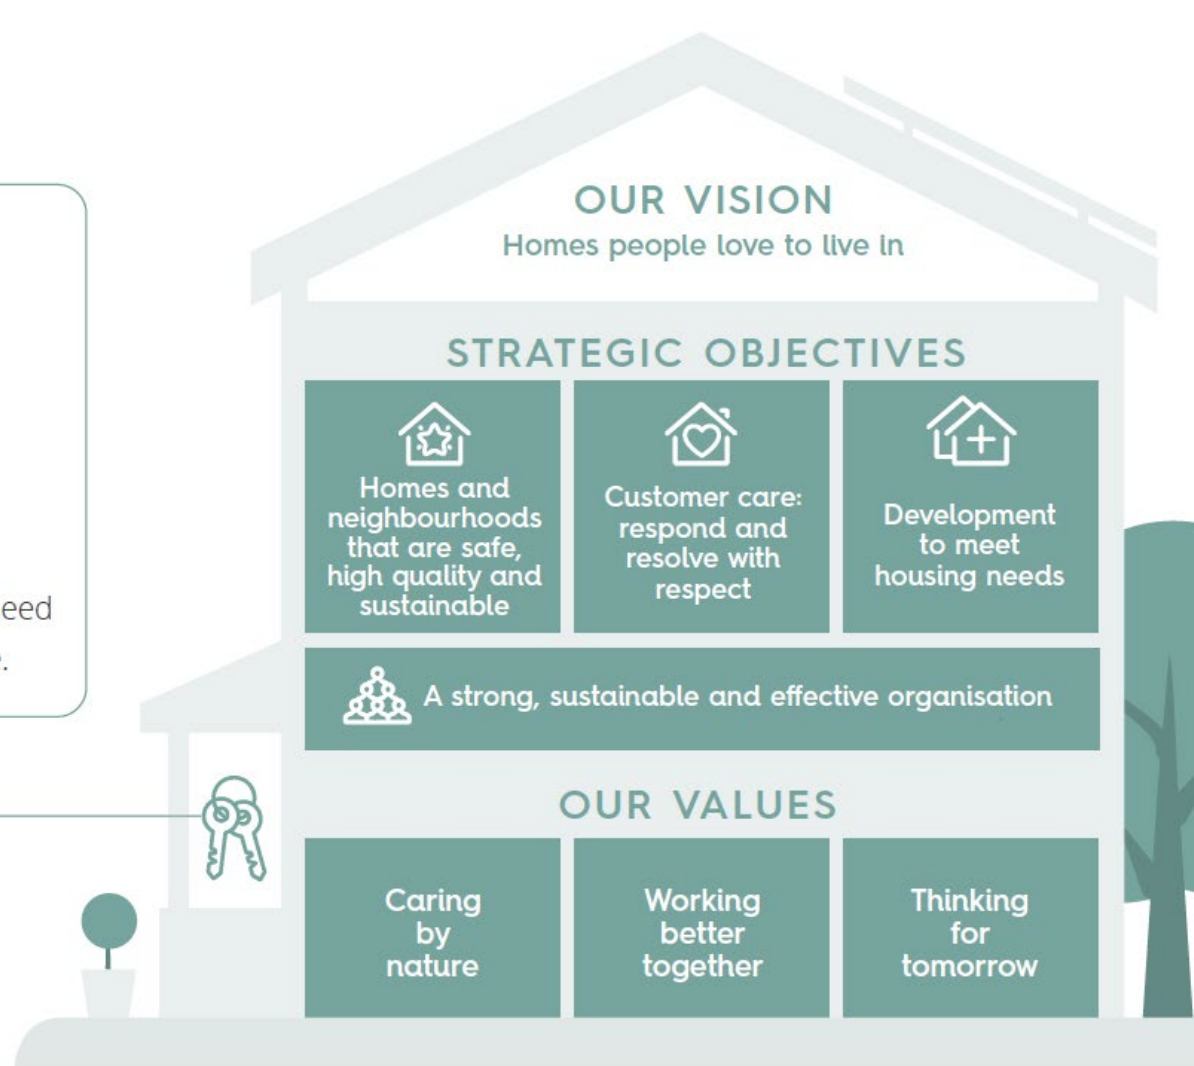 OUR VISION
Homes people love to live in
STRATEGIC OBJECTIVES
Homes and
neighbourhoods
that are safe,
high quality and
sustainable
Customer care:
respond and
resolve with
respect
Development
to meet
housing needs
A strong, sustainable and effective organisation
OUR VALUES
Caring
by
nature
Working
better
together
Thinking
for
tomorrow